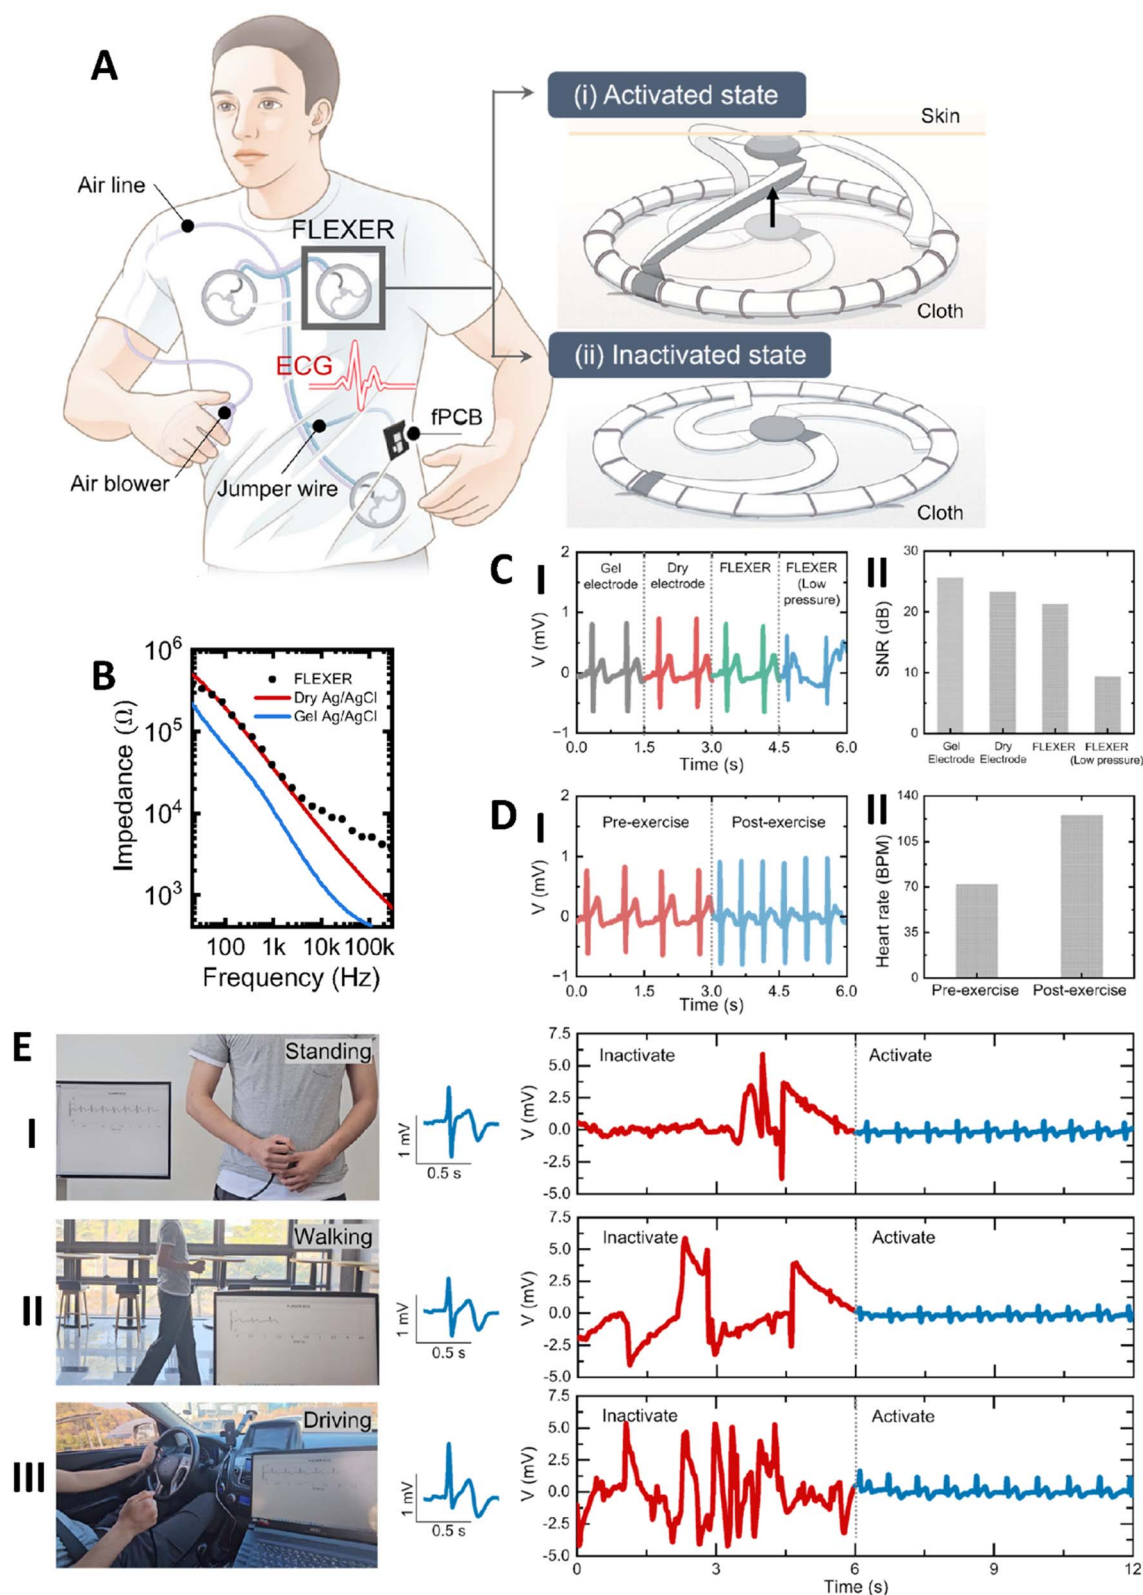 A
(i) Activated state
Skin
Air line
FLEXER
Cloth
(ii) Inactivated state
ECG
fPCB
Air blower
Jumper wire
Cloth
B
10⁶
10⁵
10⁴
10³
Impedance (Ω)
FLEXER
Dry Ag/AgCl
Gel Ag/AgCl
100 1k 10k 100k
Frequency (Hz)
C
I
2
1
0
−1
V (mV)
Gel
electrode
Dry
electrode
FLEXER
FLEXER
(Low
pressure)
0.0 1.5 3.0 4.5 6.0
Time (s)
II
30
20
10
0
SNR (dB)
Gel
Electrode
Dry
Electrode
FLEXER
FLEXER
(Low pressure)
D
I
2
1
0
-1
V (mV)
Pre-exercise
Post-exercise
0.0 1.5 3.0 4.5 6.0
Time (s)
II
140
105
70
35
0
Heart rate (BPM)
Pre-exercise Post-exercise
E
I
Standing
1 mV
0.5 s
7.5
5.0
2.5
0.0
-2.5
-5.0
V (mV)
Inactivate
Activate
II
Walking
1 mV
0.5 s
7.5
5.0
2.5
0.0
-2.5
-5.0
V (mV)
Inactivate
Activate
III
Driving
1 mV
0.5 s
7.5
5.0
2.5
0.0
-2.5
-5.0
V (mV)
Inactivate
Activate
0 3 6 9 12
Time (s)